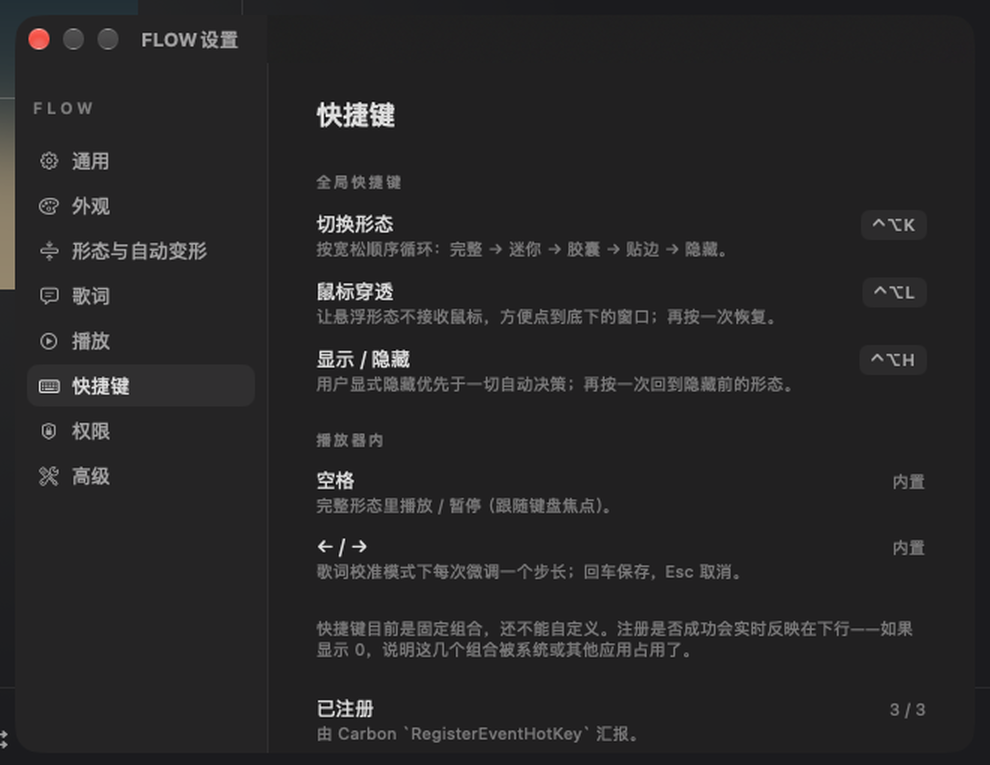 FLOW 设置
FLOW
通用
外观
形态与自动变形
歌词
播放
快捷键
权限
高级
快捷键
全局快捷键
切换形态
⌃⌥K
按宽松顺序循环：完整 → 迷你 → 胶囊 → 贴边 → 隐藏。
鼠标穿透
⌃⌥L
让悬浮形态不接收鼠标，方便点到底下的窗口；再按一次恢复。
显示 / 隐藏
⌃⌥H
用户显式隐藏优先于一切自动决策；再按一次回到隐藏前的形态。
播放器内
空格
内置
完整形态里播放 / 暂停（跟随键盘焦点）。
← / →
内置
歌词校准模式下每次微调一个步长；回车保存，Esc 取消。
快捷键目前是固定组合，还不能自定义。注册是否成功会实时反映在下行——如果
显示 0，说明这几个组合被系统或其他应用占用了。
已注册
3 / 3
由 Carbon `RegisterEventHotKey` 汇报。